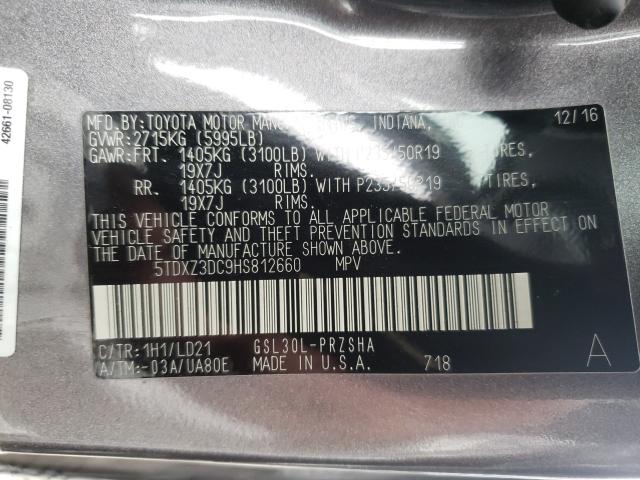 MFD.BY:TOYOTA MOTOR INDIANA, 12/16
GVWR:2715KG (5995LB)
GAWR:FRT. 1405KG (3100LB) WITH P235/50R19 TIRES,
19X7J RIMS.
RR. 1405KG (3100LB) WITH P235/50R19 TIRES,
19X7J RIMS.
THIS VEHICLE CONFORMS TO ALL APPLICABLE FEDERAL MOTOR
VEHICLE SAFETY AND THEFT PREVENTION STANDARDS IN EFFECT ON
THE DATE OF MANUFACTURE SHOWN ABOVE.
5TDXZ3DC9HS812660 MPV
C/TR:1H1/LD21 GSL30L-PRZSHA
A/TM:-03A/UA80E MADE IN U.S.A. 718 A
42661-08130